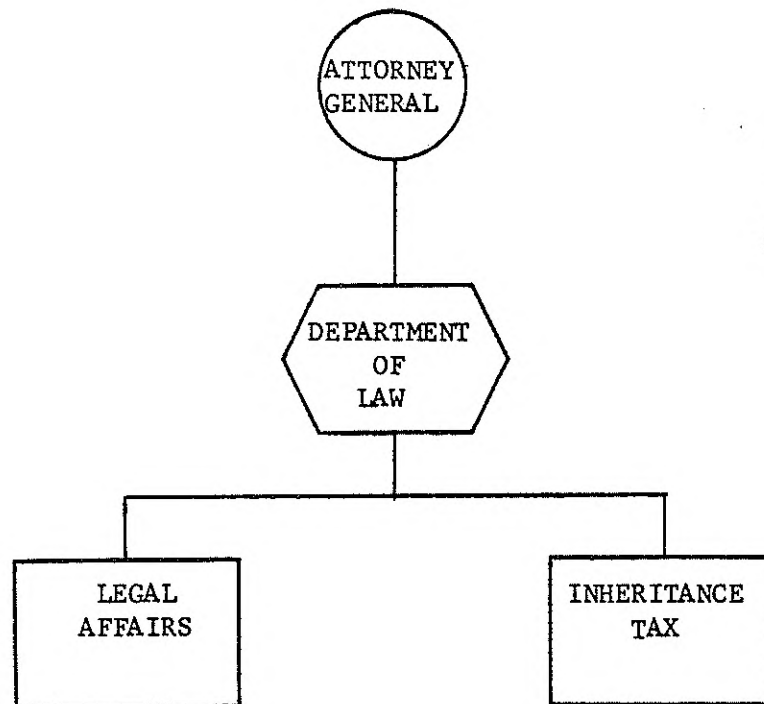 ATTORNEY
GENERAL
DEPARTMENT
OF
LAW
LEGAL
AFFAIRS
INHERITANCE
TAX